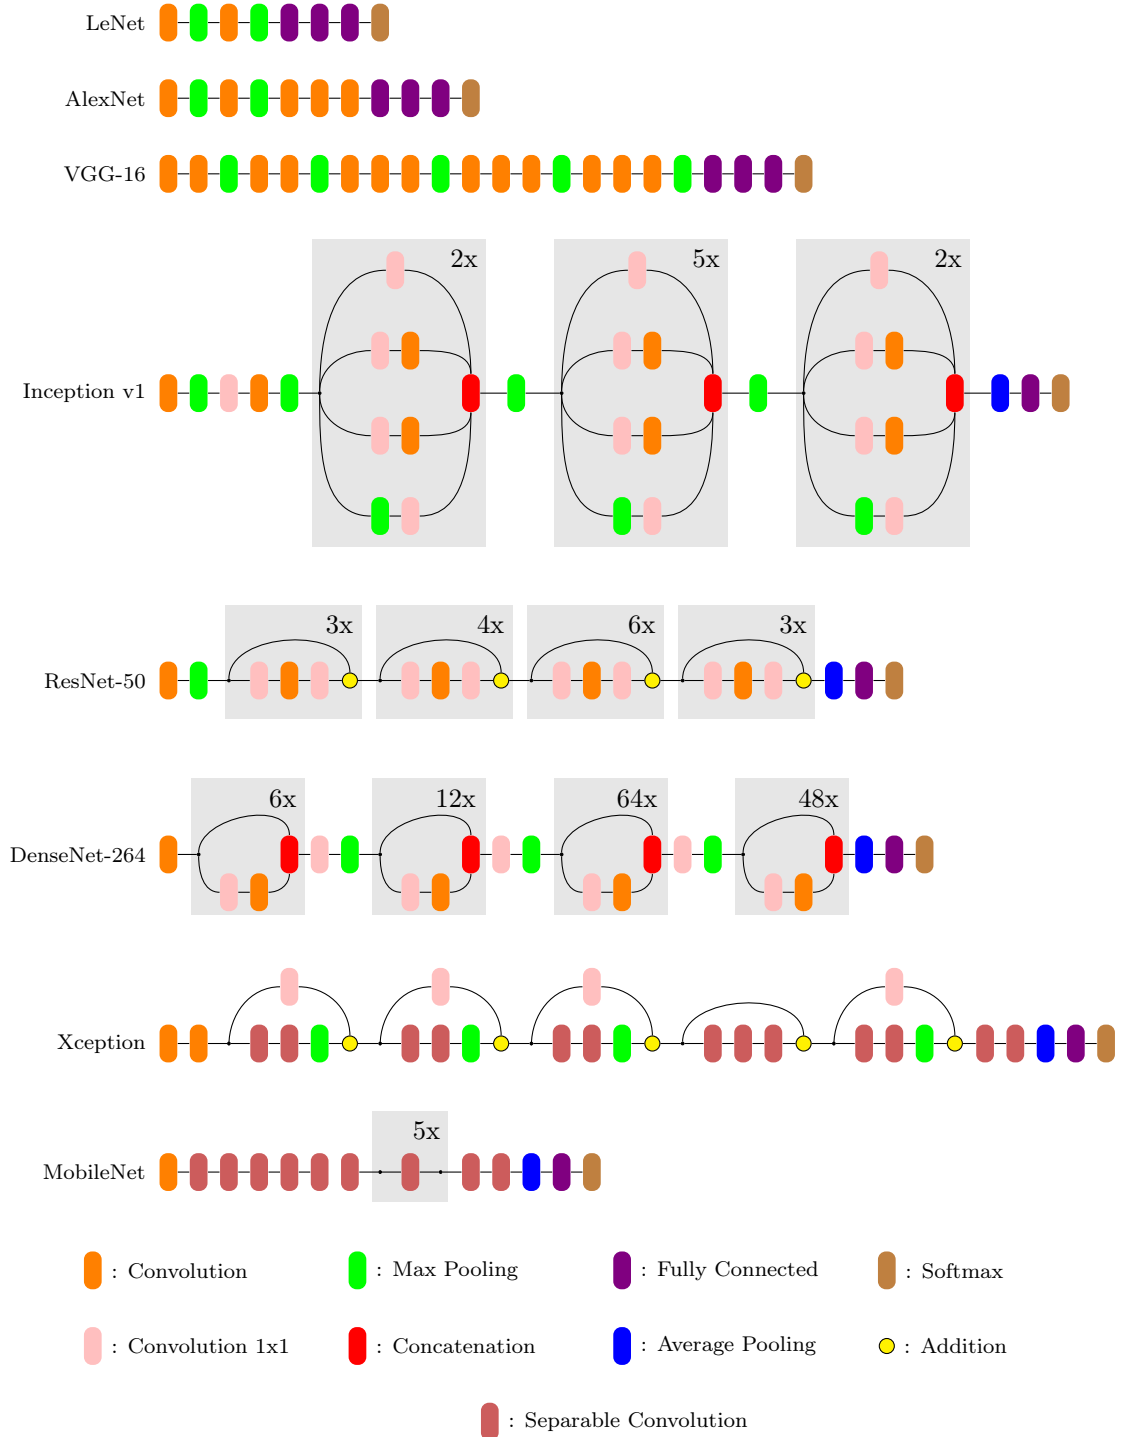 LeNet
AlexNet
VGG-16
2x
5x
2x
Inception v1
3x
4x
6x
3x
ResNet-50
6x
12x
64x
48x
DenseNet-264
Xception
5x
MobileNet
: Convolution
: Max Pooling
: Fully Connected
: Softmax
: Convolution 1x1
: Concatenation
: Average Pooling
: Addition
: Separable Convolution